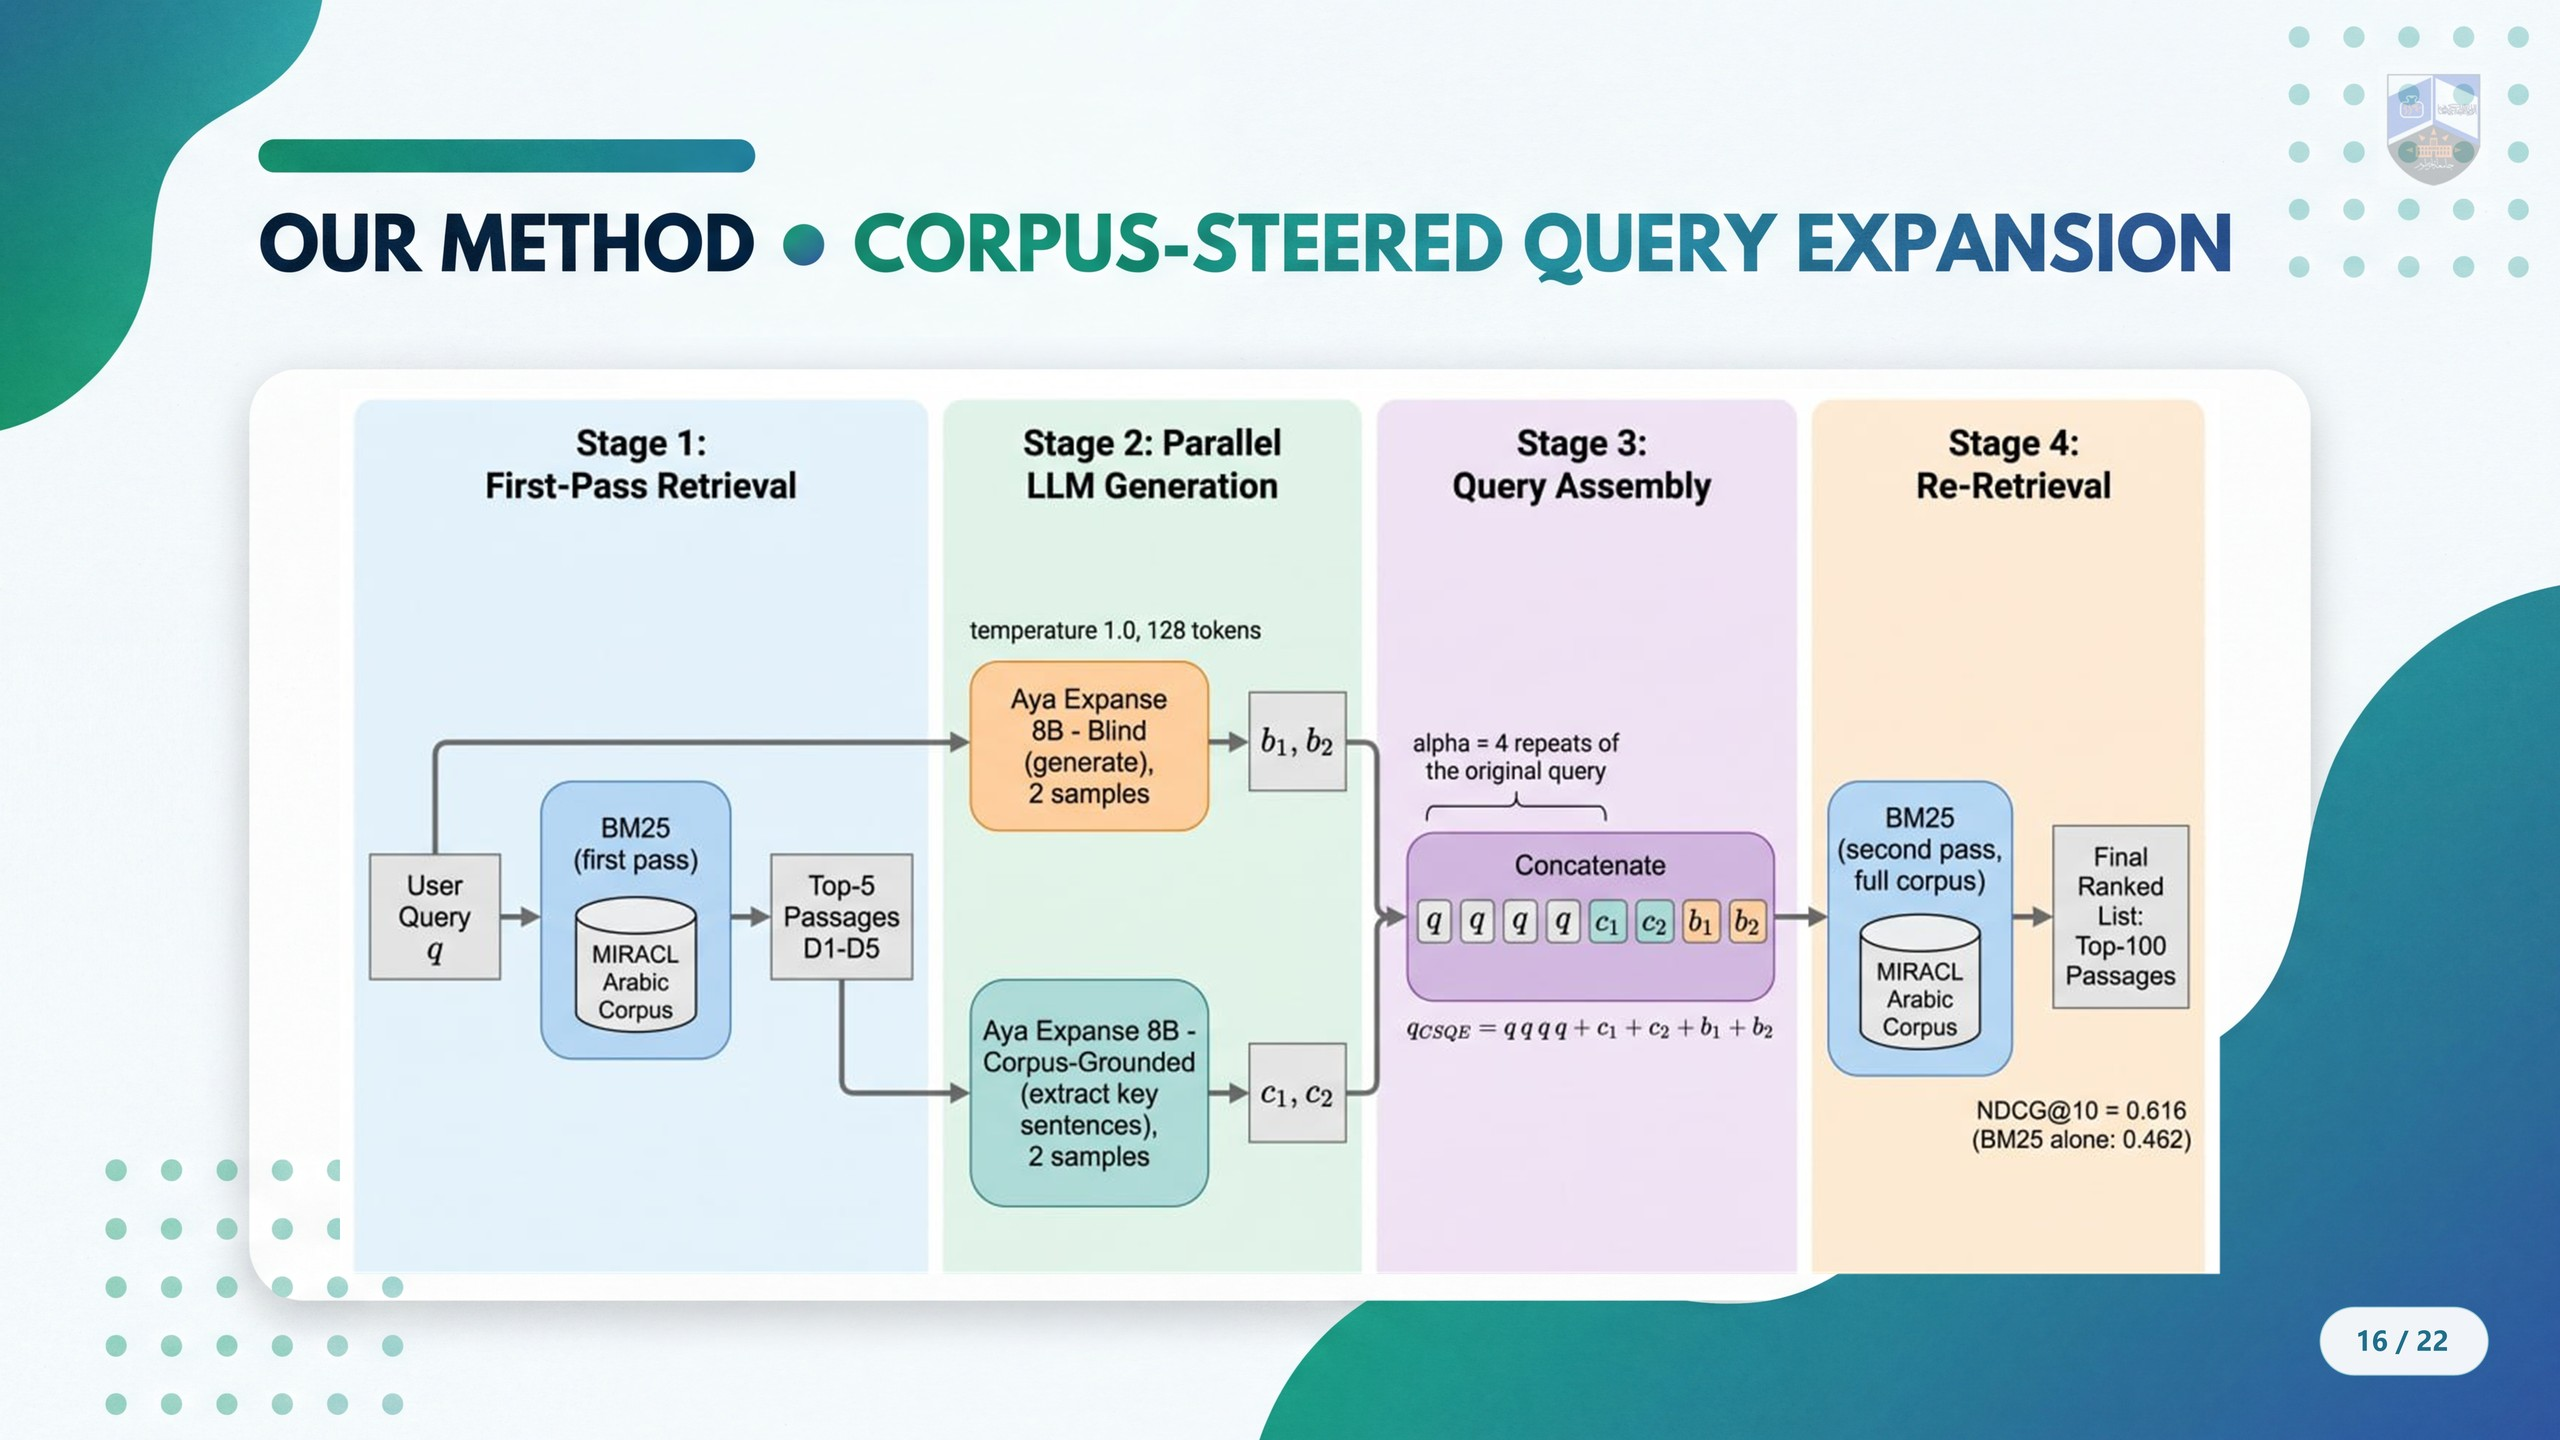 OUR METHOD • CORPUS-STEERED QUERY EXPANSION
Stage 1:
First-Pass Retrieval
User
Query
q
BM25
(first pass)
MIRACL
Arabic
Corpus
Top-5
Passages
D1-D5
Stage 2: Parallel
LLM Generation
temperature 1.0, 128 tokens
Aya Expanse
8B - Blind
(generate),
2 samples
b₁, b₂
Aya Expanse 8B -
Corpus-Grounded
(extract key
sentences),
2 samples
c₁, c₂
Stage 3:
Query Assembly
alpha = 4 repeats of
the original query
Concatenate
q q q q c₁ c₂ b₁ b₂
q_CSQE = q q q q + c₁ + c₂ + b₁ + b₂
Stage 4:
Re-Retrieval
BM25
(second pass,
full corpus)
MIRACL
Arabic
Corpus
Final
Ranked
List:
Top-100
Passages
NDCG@10 = 0.616
(BM25 alone: 0.462)
16 / 22